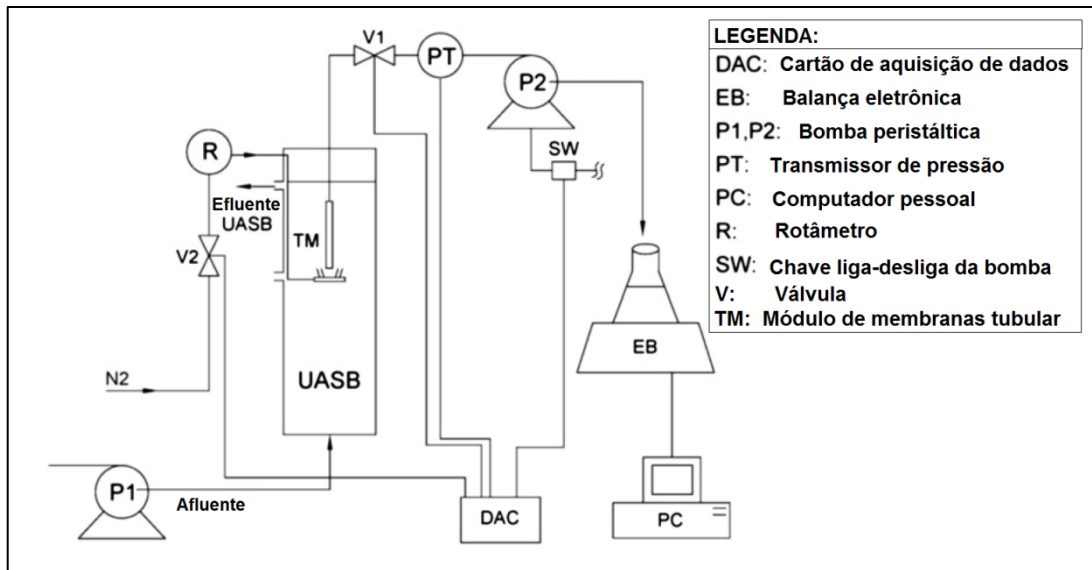 V1
PT
P2
SW
R
Efluente
UASB
TM
V2
N2
UASB
EB
P1
Afluente
DAC
PC
LEGENDA:
DAC: Cartão de aquisição de dados
EB: Balança eletrônica
P1,P2: Bomba peristáltica
PT: Transmissor de pressão
PC: Computador pessoal
R: Rotâmetro
SW: Chave liga-desliga da bomba
V: Válvula
TM: Módulo de membranas tubular